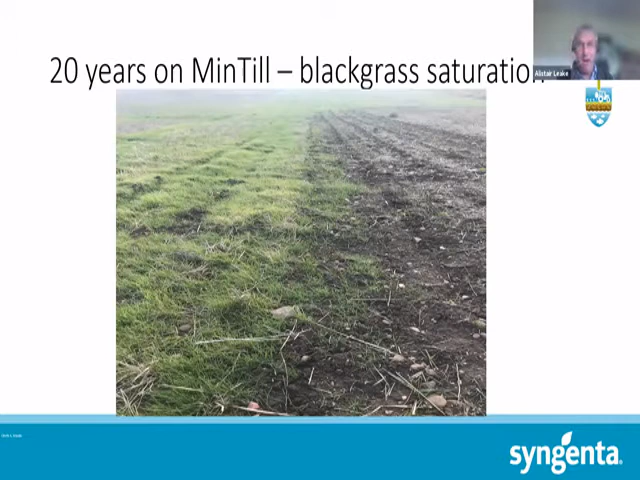 20 years on MinTill – blackgrass saturation
Alistair Leake
syngenta